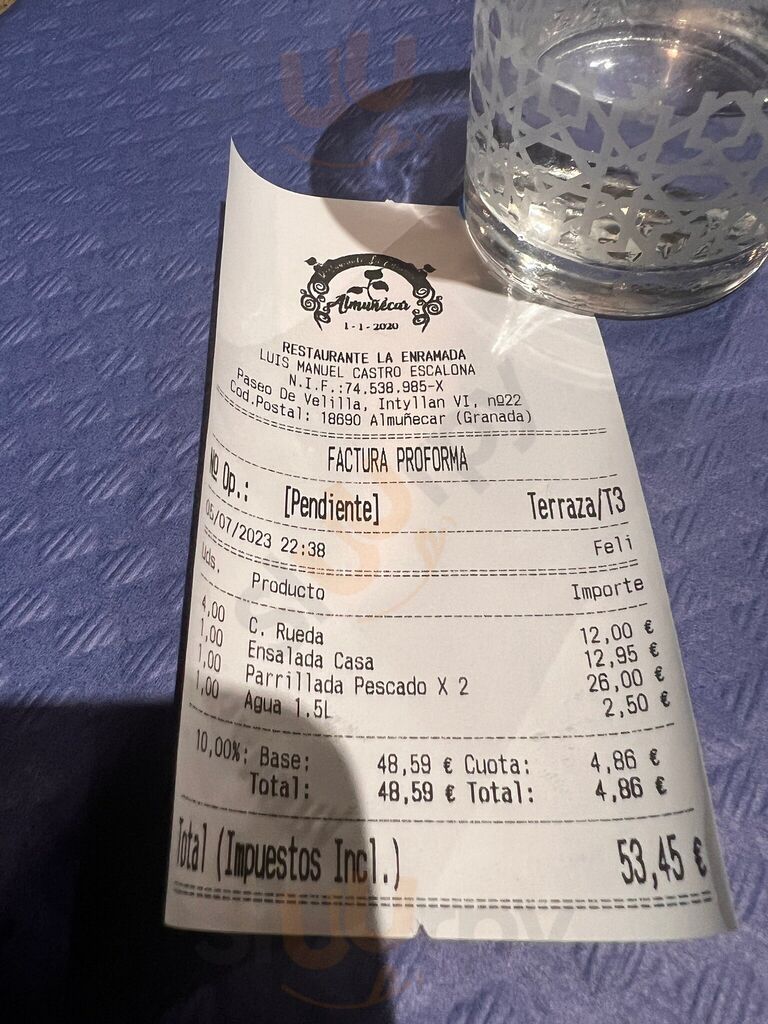 Almuñécar
1-1-2020
RESTAURANTE LA ENRAMADA
LUIS MANUEL CASTRO ESCALONA
N.I.F.:74.538.985-X
Paseo De Velilla, Intyllan VI, nº22
Cod.Postal: 18690 Almuñecar (Granada)
FACTURA PROFORMA
Nº Op.: [Pendiente] Terraza/T3
05/07/2023 22:38 Feli
Uds. Producto Importe
4,00 C. Rueda 12,00 €
1,00 Ensalada Casa 12,95 €
1,00 Parrillada Pescado X 2 26,00 €
1,00 Agua 1.5L 2,50 €
10,00%: Base: 48,59 € Cuota: 4,86 €
Total: 48,59 € Total: 4,86 €
Total (Impuestos Incl.) 53,45 €